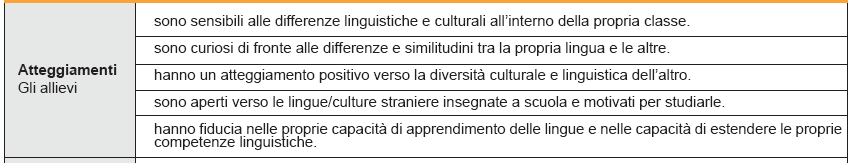 Atteggiamenti
Gli allievi
sono sensibili alle differenze linguistiche e culturali all'interno della propria classe.
sono curiosi di fronte alle differenze e similitudini tra la propria lingua e le altre.
hanno un atteggiamento positivo verso la diversità culturale e linguistica dell'altro.
sono aperti verso le lingue/culture straniere insegnate a scuola e motivati per studiarle.
hanno fiducia nelle proprie capacità di apprendimento delle lingue e nelle capacità di estendere le proprie
competenze linguistiche.